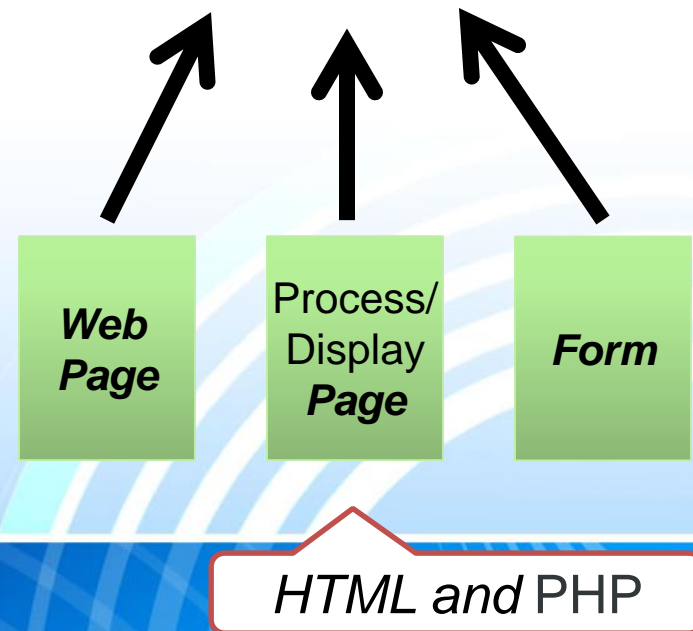 Web
Page
Process/
Display
Page
Form
HTML and PHP